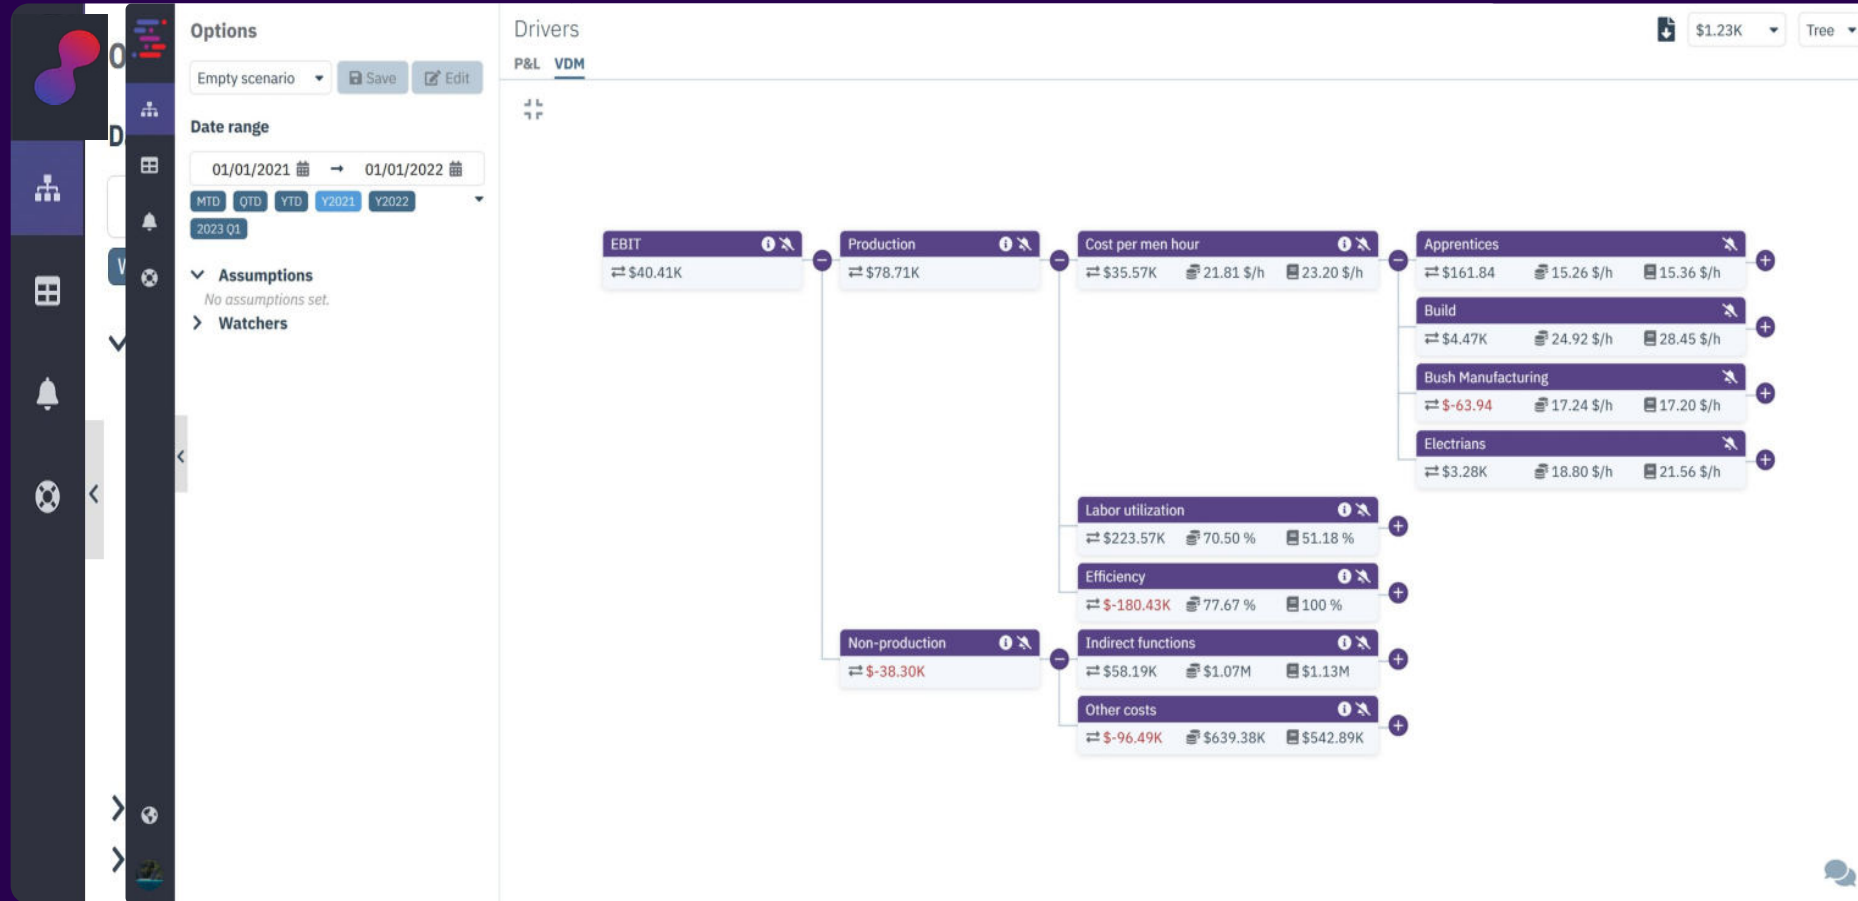 Options
Empty scenario
Save
Edit
Date range
01/01/2021 → 01/01/2022
MTD QTD YTD Y2021 Y2022
2023 Q1
Assumptions
No assumptions set.
Watchers
Drivers
P&L VDM
$1.23K
Tree
EBIT
$40.41K
Production
$78.71K
Cost per men hour
$35.57K 21.81 $/h 23.20 $/h
Apprentices
$161.84 15.26 $/h 15.36 $/h
Build
$4.47K 24.92 $/h 28.45 $/h
Bush Manufacturing
$-63.94 17.24 $/h 17.20 $/h
Electrians
$3.28K 18.80 $/h 21.56 $/h
Labor utilization
$223.57K 70.50 % 51.18 %
Efficiency
$-180.43K 77.67 % 100 %
Non-production
$-38.30K
Indirect functions
$58.19K $1.07M $1.13M
Other costs
$-96.49K $639.38K $542.89K